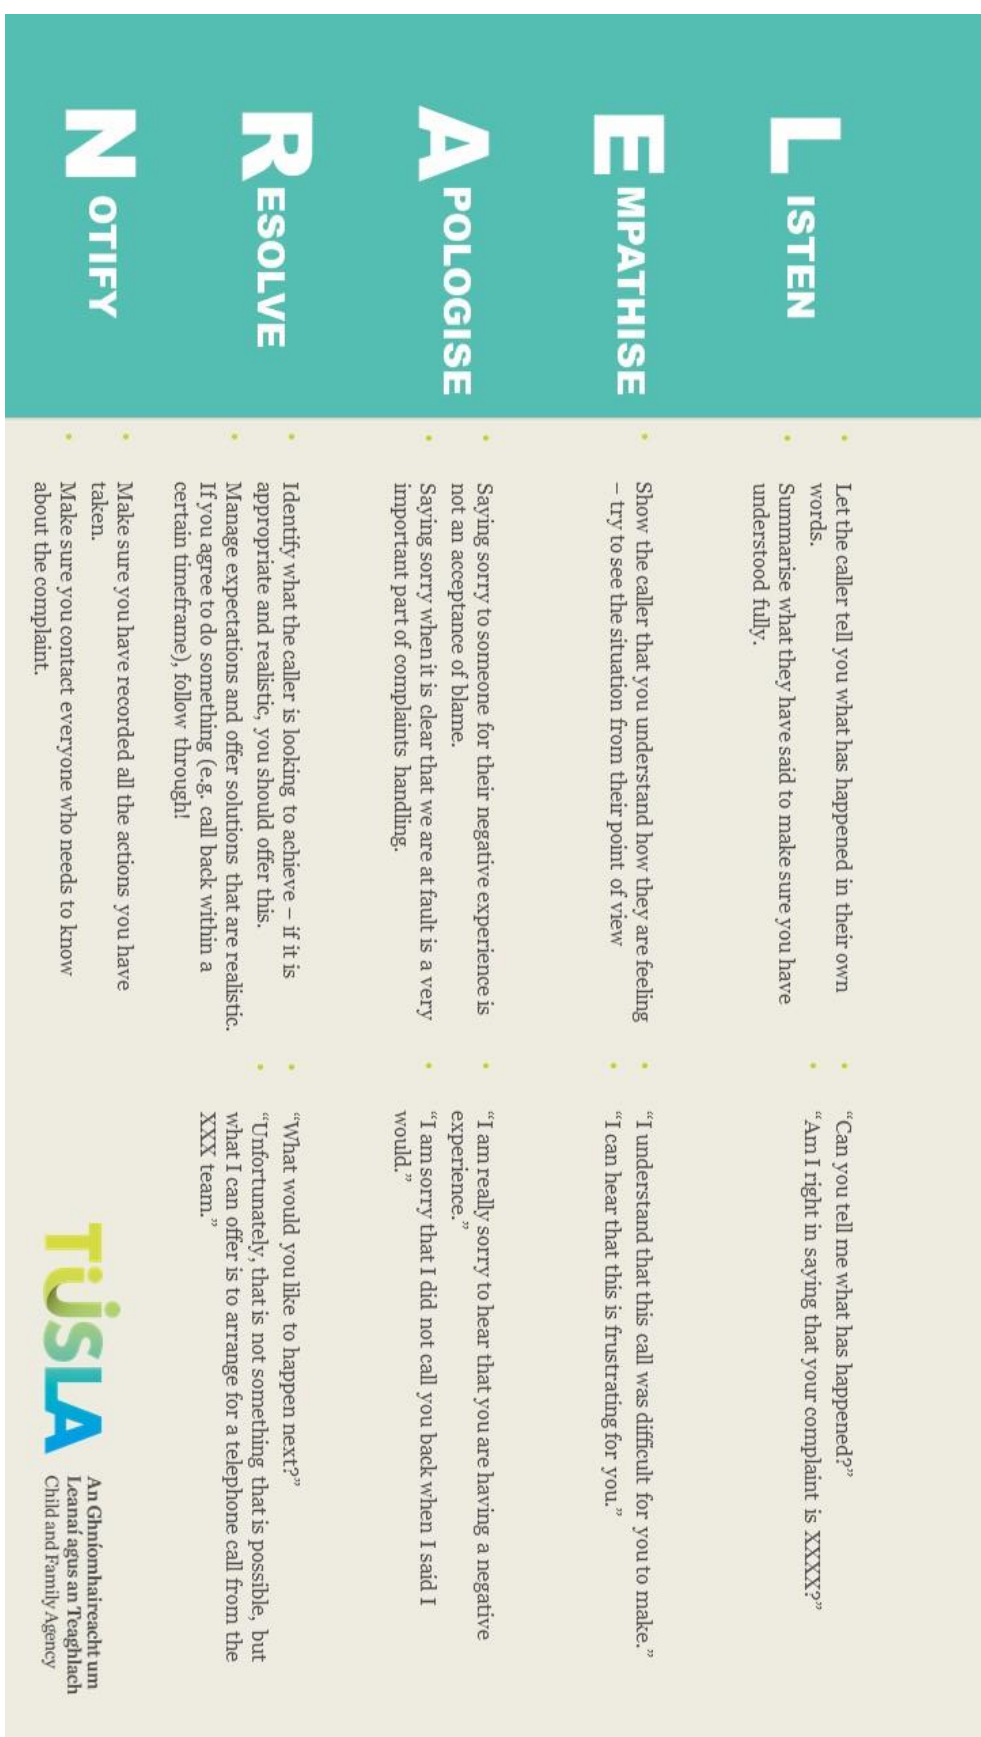 LISTEN
Let the caller tell you what has happened in their own
words.
Summarise what they have said to make sure you have
understood fully.
“Can you tell me what has happened?”
“Am I right in saying that your complaint is XXXX?”
EMPATHISE
Show the caller that you understand how they are feeling
– try to see the situation from their point of view
“I understand that this call was difficult for you to make.”
“I can hear that this is frustrating for you.”
APOLOGISE
Saying sorry to someone for their negative experience is
not an acceptance of blame.
Saying sorry when it is clear that we are at fault is a very
important part of complaints handling.
“I am really sorry to hear that you are having a negative
experience.”
“I am sorry that I did not call you back when I said I
would.”
RESOLVE
Identify what the caller is looking to achieve – if it is
appropriate and realistic, you should offer this.
Manage expectations and offer solutions that are realistic.
If you agree to do something (e.g. call back within a
certain timeframe), follow through!
“What would you like to happen next?”
“Unfortunately, that is not something that is possible, but
what I can offer is to arrange for a telephone call from the
XXX team.”
NOTIFY
Make sure you have recorded all the actions you have
taken.
Make sure you contact everyone who needs to know
about the complaint.
TUSLA
An Ghníomhaireacht um
Leanaí agus an Teaghlach
Child and Family Agency